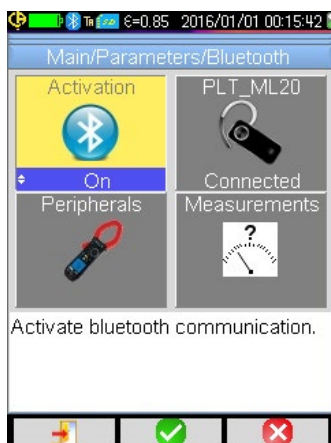 ε=0.85 2016/01/01 00:15:42
Main/Parameters/Bluetooth
Activation PLT_ML20
On Connected
Peripherals Measurements
?
Activate bluetooth communication.